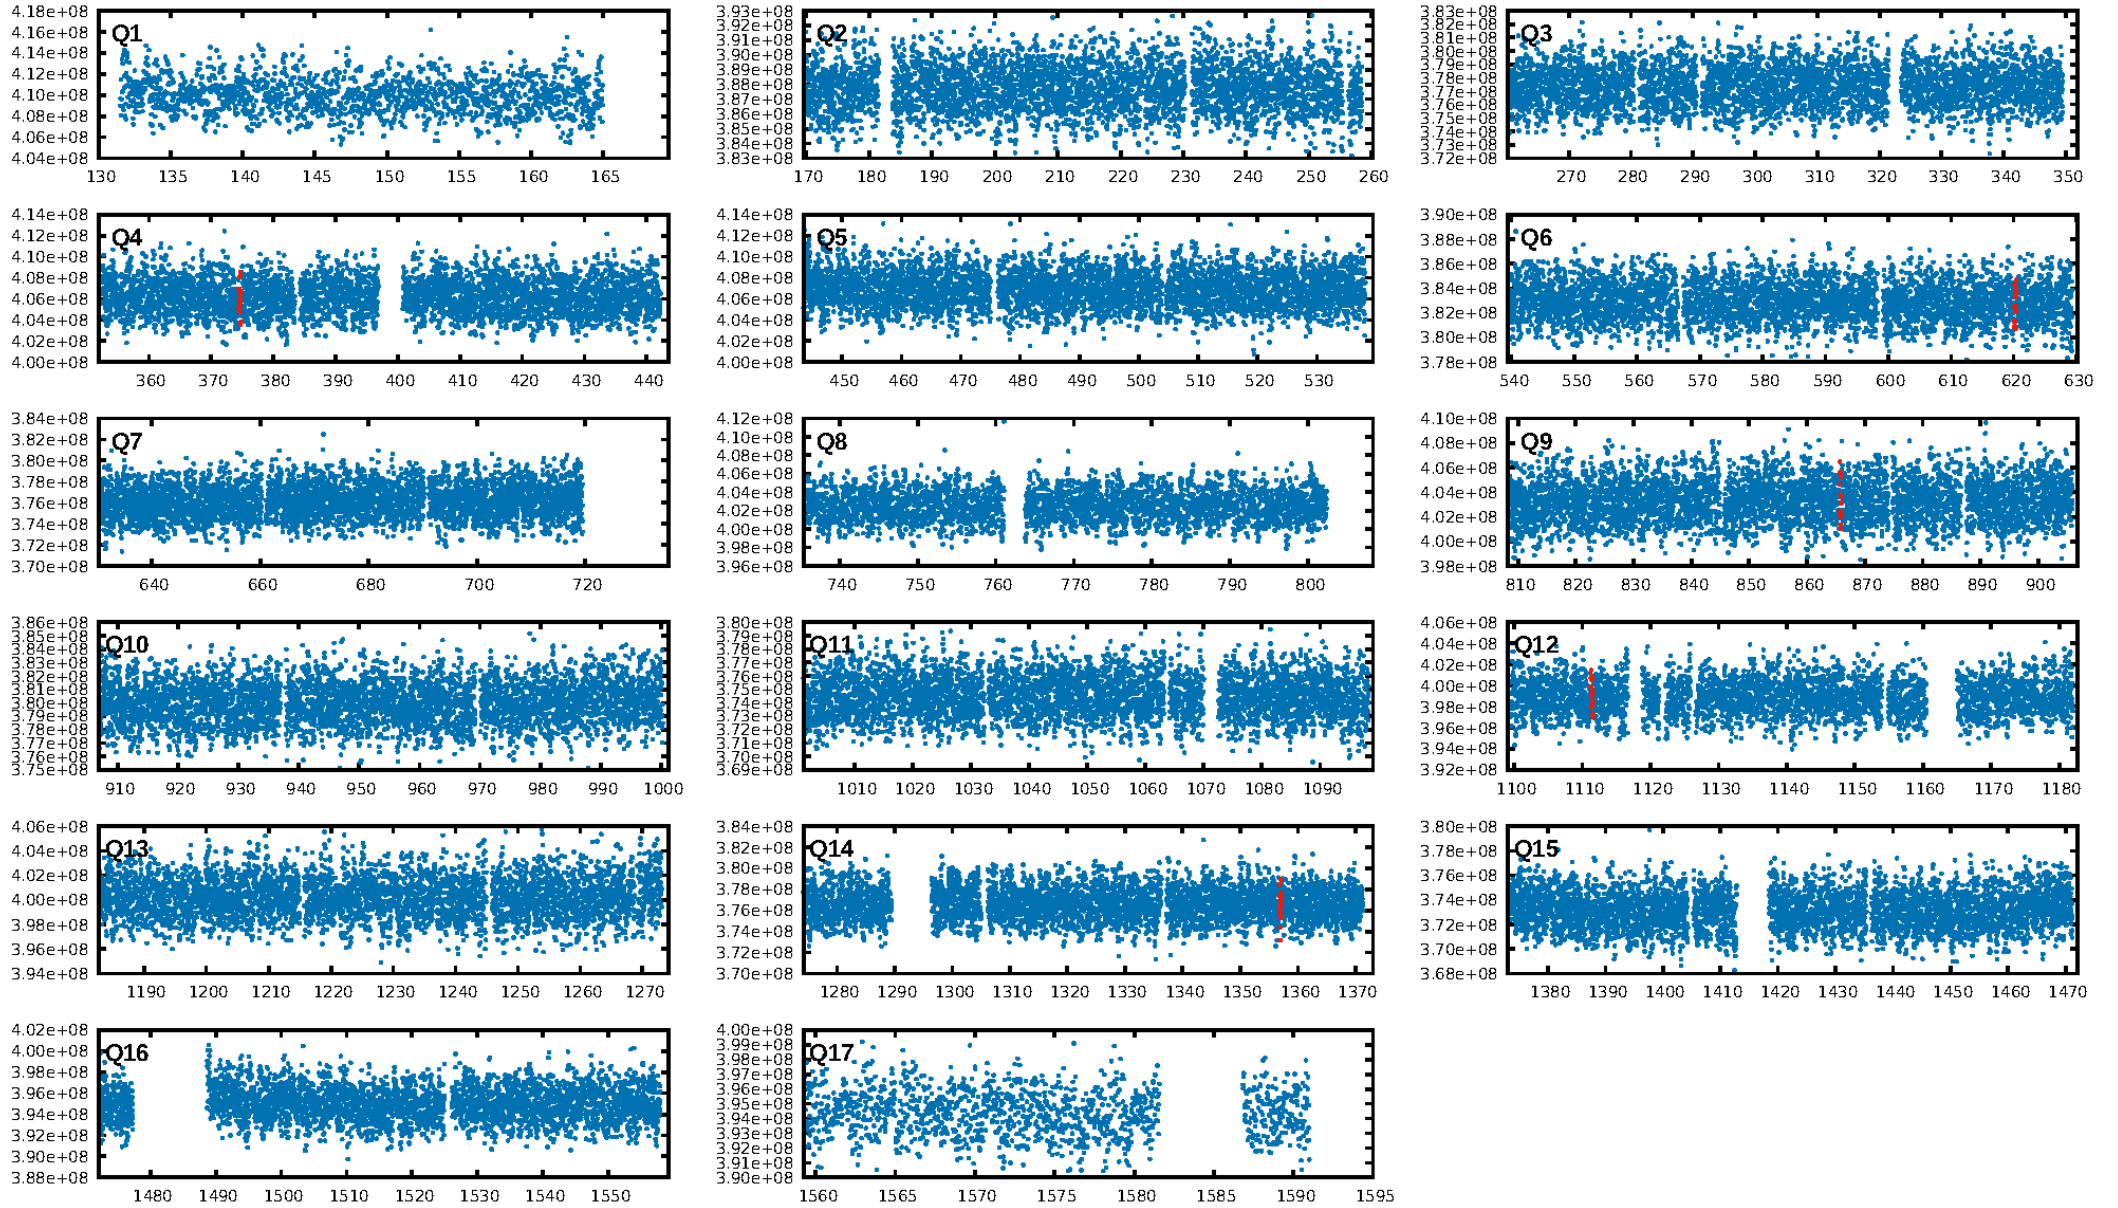 Q1
4.18e+08
4.16e+08
4.14e+08
4.12e+08
4.10e+08
4.08e+08
4.06e+08
4.04e+08
130 135 140 145 150 155 160 165
Q2
3.93e+08
3.92e+08
3.91e+08
3.90e+08
3.89e+08
3.88e+08
3.87e+08
3.86e+08
3.85e+08
3.84e+08
3.83e+08
170 180 190 200 210 220 230 240 250 260
Q3
3.83e+08
3.82e+08
3.81e+08
3.80e+08
3.79e+08
3.78e+08
3.77e+08
3.76e+08
3.75e+08
3.74e+08
3.73e+08
3.72e+08
270 280 290 300 310 320 330 340 350
Q4
4.14e+08
4.12e+08
4.10e+08
4.08e+08
4.06e+08
4.04e+08
4.02e+08
4.00e+08
360 370 380 390 400 410 420 430 440
Q5
4.14e+08
4.12e+08
4.10e+08
4.08e+08
4.06e+08
4.04e+08
4.02e+08
4.00e+08
450 460 470 480 490 500 510 520 530
Q6
3.90e+08
3.88e+08
3.86e+08
3.84e+08
3.82e+08
3.80e+08
3.78e+08
540 550 560 570 580 590 600 610 620 630
Q7
3.84e+08
3.82e+08
3.80e+08
3.78e+08
3.76e+08
3.74e+08
3.72e+08
3.70e+08
640 660 680 700 720
Q8
4.12e+08
4.10e+08
4.08e+08
4.06e+08
4.04e+08
4.02e+08
4.00e+08
3.98e+08
3.96e+08
740 750 760 770 780 790 800
Q9
4.10e+08
4.08e+08
4.06e+08
4.04e+08
4.02e+08
4.00e+08
3.98e+08
810 820 830 840 850 860 870 880 890 900
Q10
3.86e+08
3.85e+08
3.84e+08
3.83e+08
3.82e+08
3.81e+08
3.80e+08
3.79e+08
3.78e+08
3.77e+08
3.76e+08
3.75e+08
910 920 930 940 950 960 970 980 990 1000
Q11
3.80e+08
3.79e+08
3.78e+08
3.77e+08
3.76e+08
3.75e+08
3.74e+08
3.73e+08
3.72e+08
3.71e+08
3.70e+08
3.69e+08
1010 1020 1030 1040 1050 1060 1070 1080 1090
Q12
4.06e+08
4.04e+08
4.02e+08
4.00e+08
3.98e+08
3.96e+08
3.94e+08
3.92e+08
1100 1110 1120 1130 1140 1150 1160 1170 1180
Q13
4.06e+08
4.04e+08
4.02e+08
4.00e+08
3.98e+08
3.96e+08
3.94e+08
1190 1200 1210 1220 1230 1240 1250 1260 1270
Q14
3.84e+08
3.82e+08
3.80e+08
3.78e+08
3.76e+08
3.74e+08
3.72e+08
3.70e+08
1280 1290 1300 1310 1320 1330 1340 1350 1360 1370
Q15
3.80e+08
3.78e+08
3.76e+08
3.74e+08
3.72e+08
3.70e+08
3.68e+08
1380 1390 1400 1410 1420 1430 1440 1450 1460 1470
Q16
4.02e+08
4.00e+08
3.98e+08
3.96e+08
3.94e+08
3.92e+08
3.90e+08
3.88e+08
1480 1490 1500 1510 1520 1530 1540 1550
Q17
4.00e+08
3.99e+08
3.98e+08
3.97e+08
3.96e+08
3.95e+08
3.94e+08
3.93e+08
3.92e+08
3.91e+08
3.90e+08
1560 1565 1570 1575 1580 1585 1590 1595